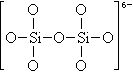 O O 6−
O Si O Si O
O O